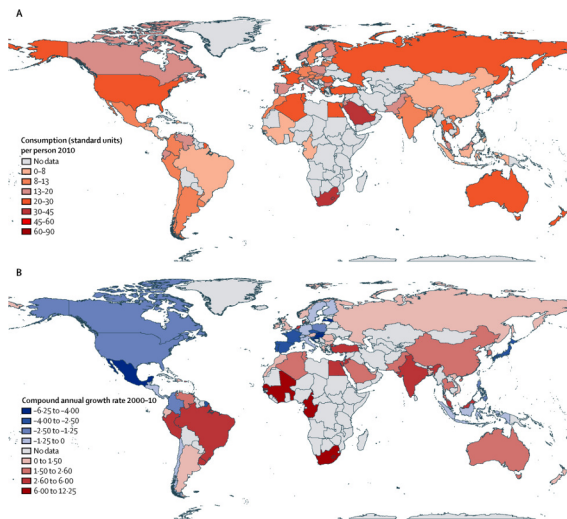 A
Consumption (standard units)
per person 2010
No data
0–8
8–13
13–20
20–30
30–45
45–60
60–90
B
Compound annual growth rate 2000–10
–6·25 to –4·00
–4·00 to –2·50
–2·50 to –1·25
–1·25 to 0
No data
0 to 1·50
1·50 to 2·60
2·60 to 6·00
6·00 to 12·25